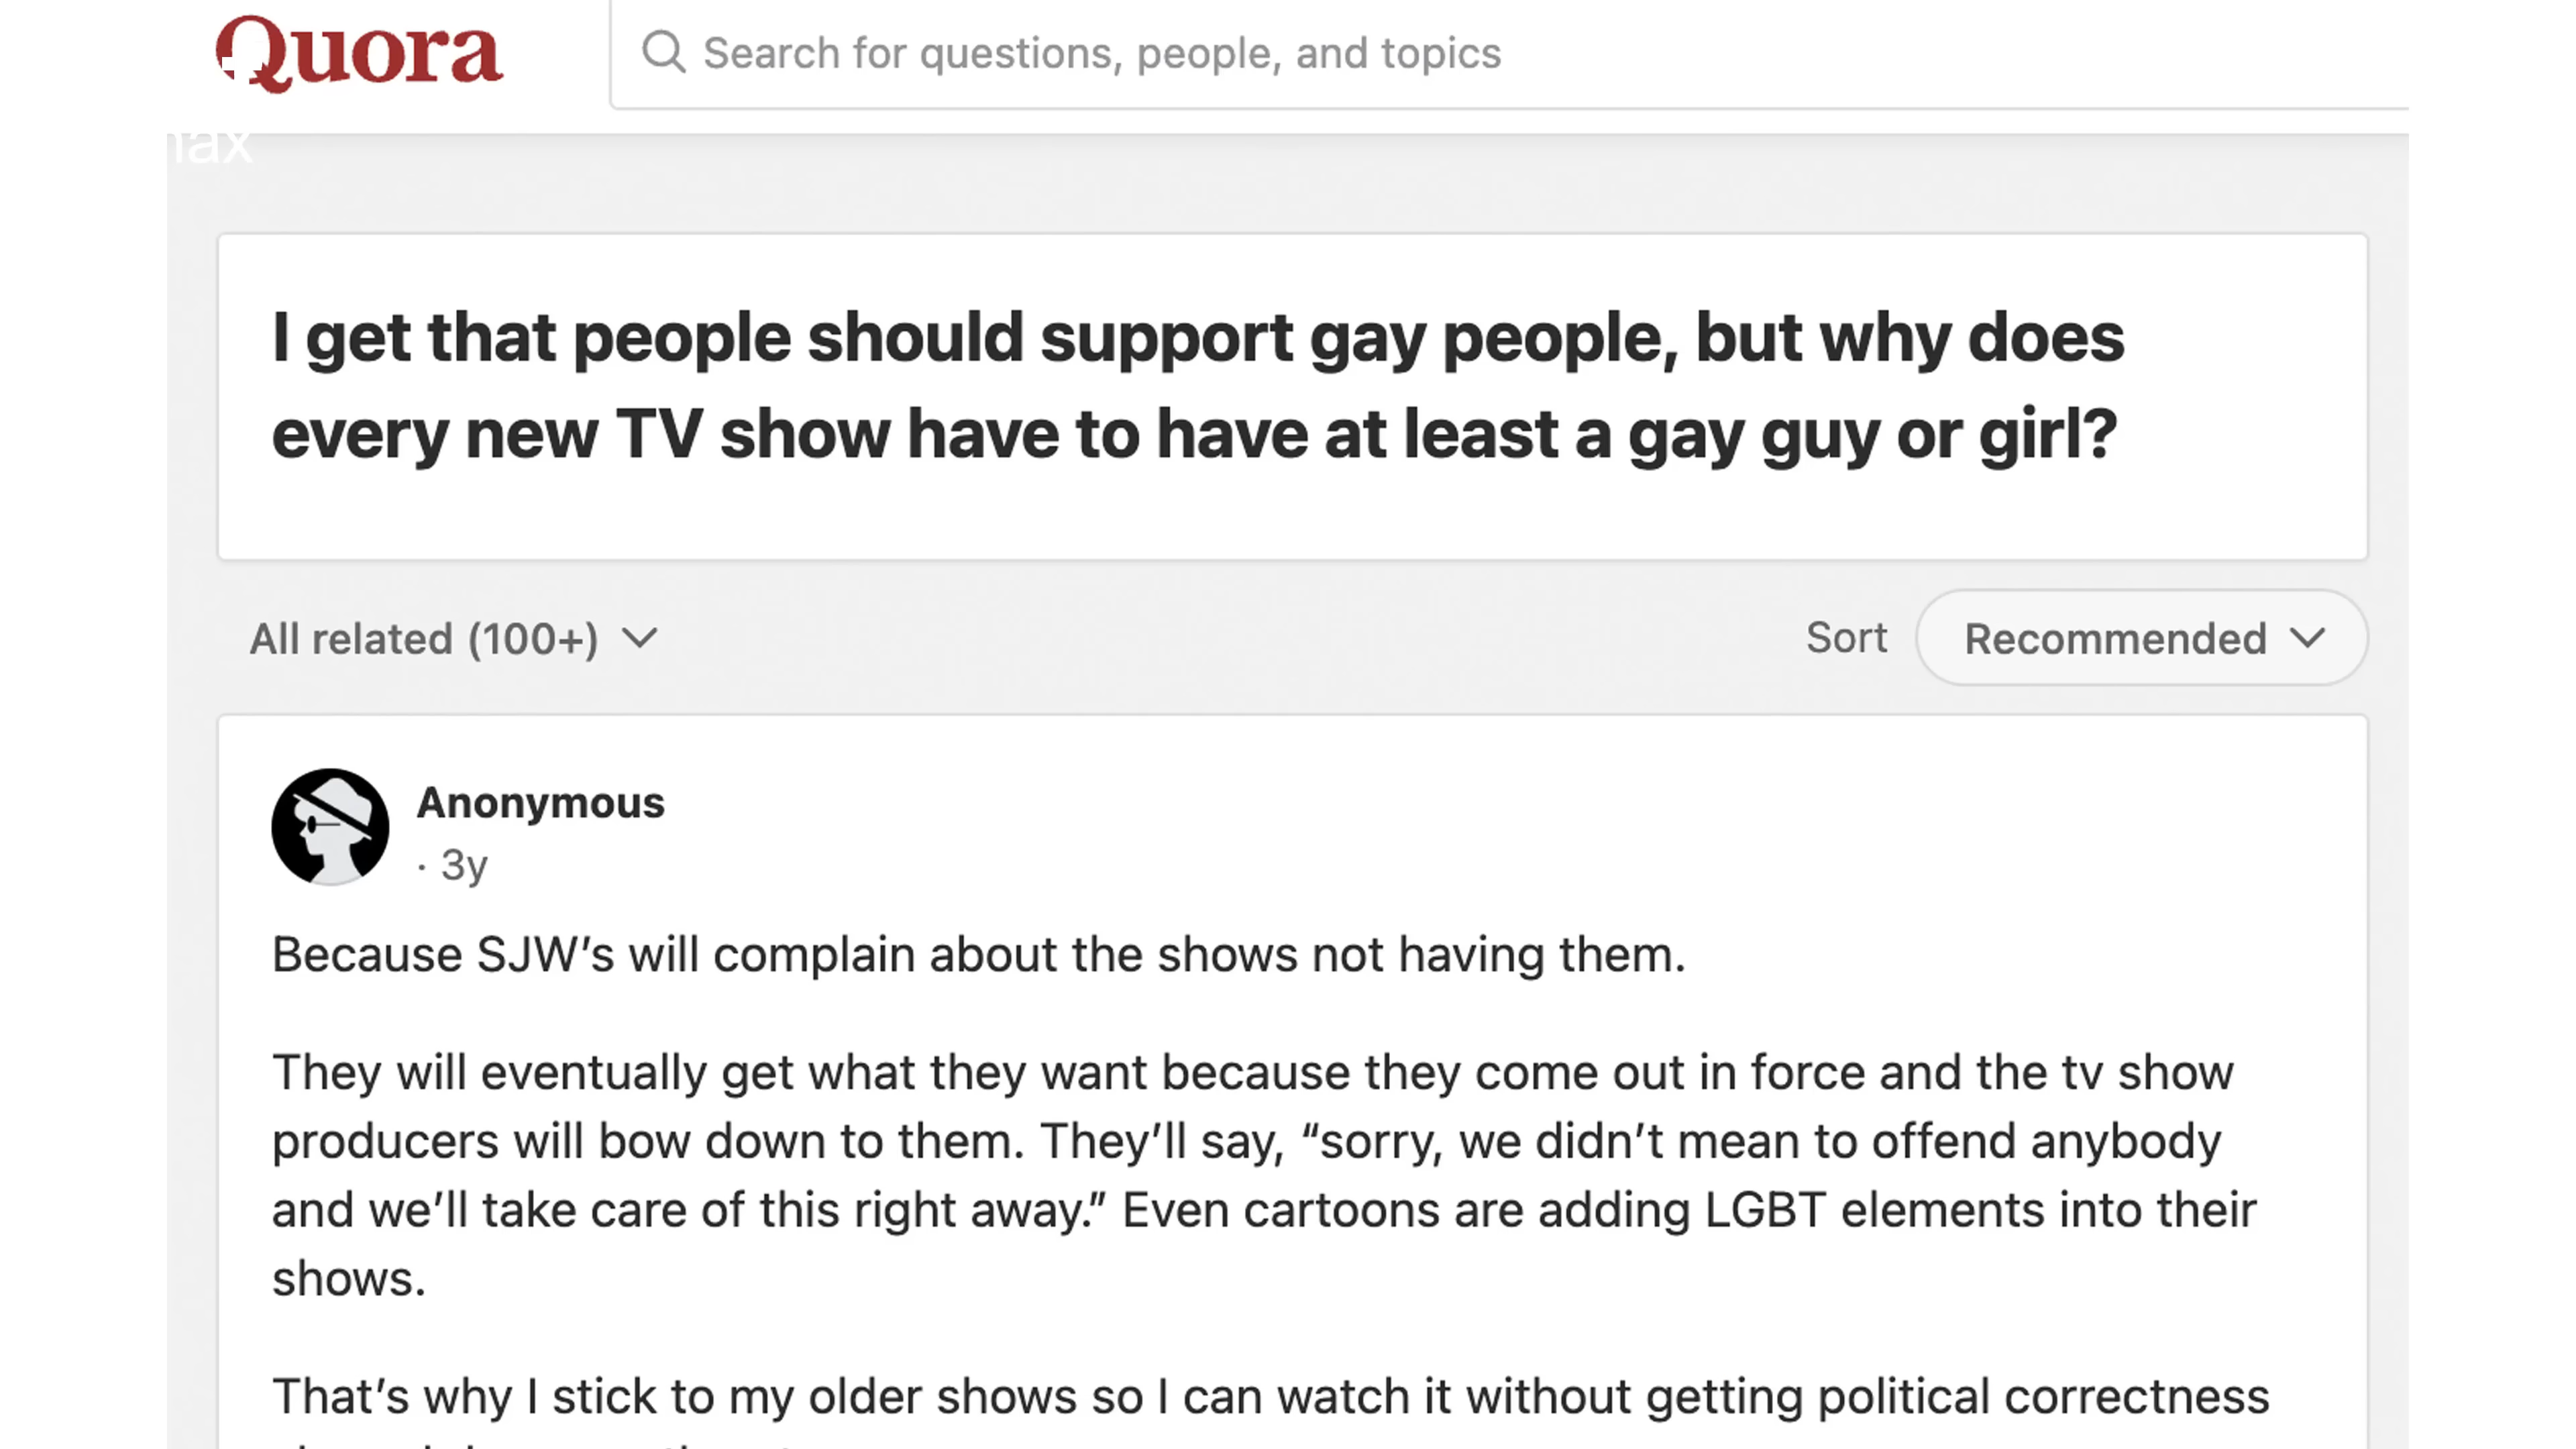 Quora
Search for questions, people, and topics
I get that people should support gay people, but why does
every new TV show have to have at least a gay guy or girl?
All related (100+)
Sort
Recommended
Anonymous
· 3y
Because SJW’s will complain about the shows not having them.
They will eventually get what they want because they come out in force and the tv show
producers will bow down to them. They’ll say, “sorry, we didn’t mean to offend anybody
and we’ll take care of this right away.” Even cartoons are adding LGBT elements into their
shows.
That’s why I stick to my older shows so I can watch it without getting political correctness